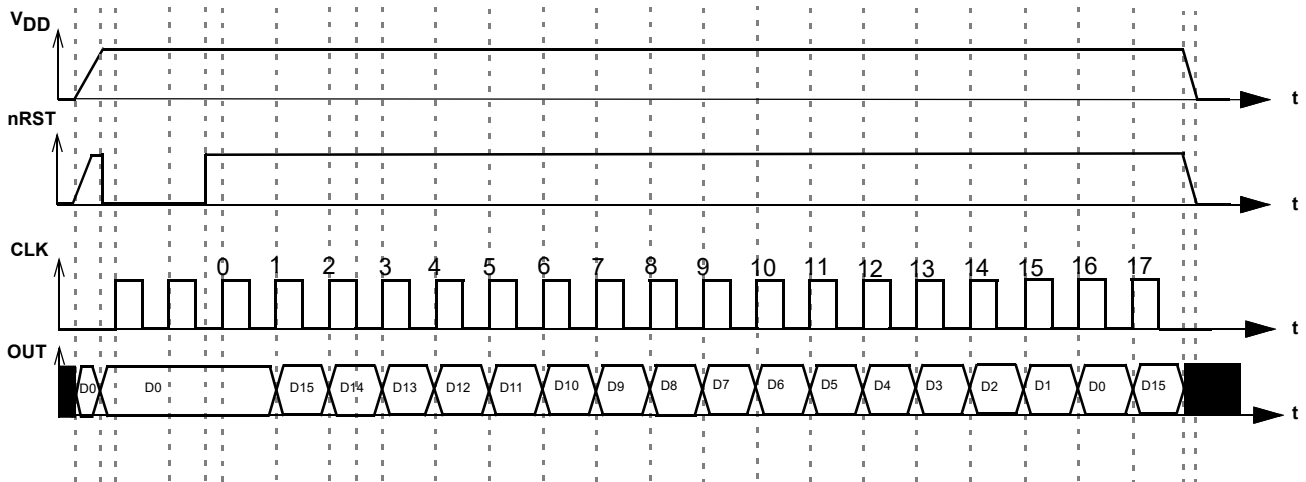 VDD
t
nRST
t
CLK
0 1 2 3 4 5 6 7 8 9 10 11 12 13 14 15 16 17
t
OUT
D0 D0 D15 D14 D13 D12 D11 D10 D9 D8 D7 D6 D5 D4 D3 D2 D1 D0 D15
t